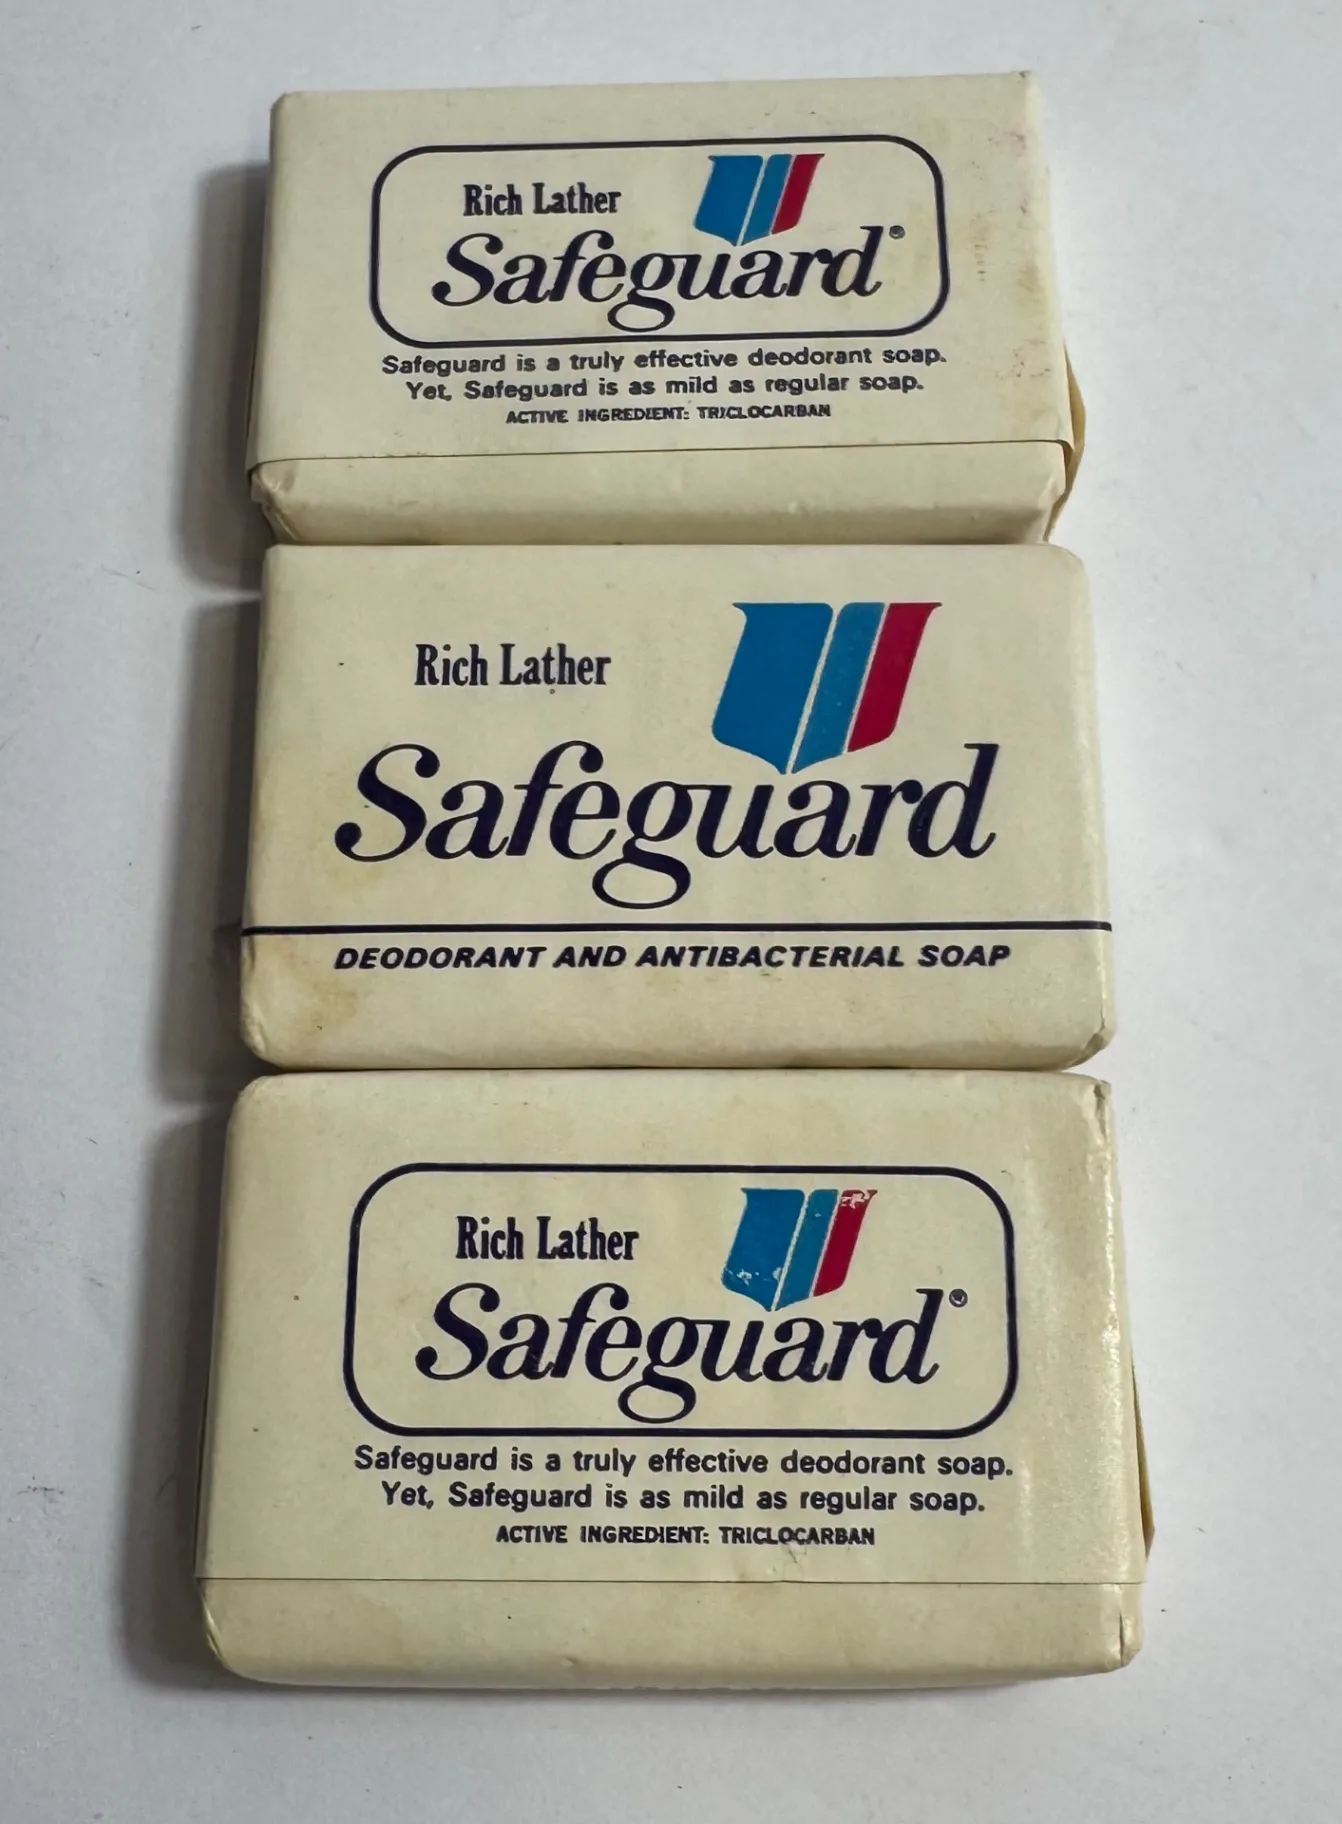 Rich Lather
Safeguard®
Safeguard is a truly effective deodorant soap.
Yet, Safeguard is as mild as regular soap.
ACTIVE INGREDIENT: TRICLOCARBAN
Rich Lather
Safeguard
DEODORANT AND ANTIBACTERIAL SOAP
Rich Lather
Safeguard®
Safeguard is a truly effective deodorant soap.
Yet, Safeguard is as mild as regular soap.
ACTIVE INGREDIENT: TRICLOCARBAN